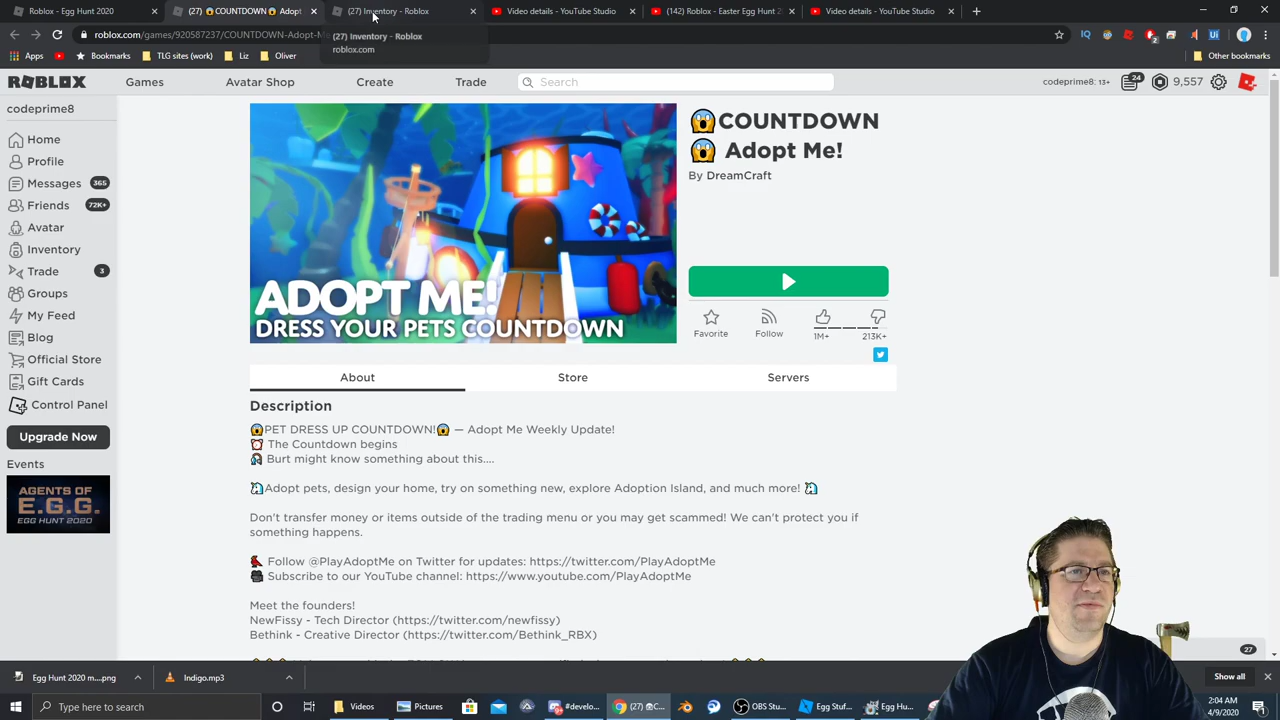 Roblox
(27) 😱COUNTDOWN😱 Adopt
(27) Inventory - Roblox
Video details - YouTube Studio
(142) Roblox Easter Egg Hunt 2
Video details - YouTube Studio
roblox.com/games/920587237/COUNTDOWN-Adopt-M
(27) Inventory - Roblox
roblox.com
Apps
Bookmarks
TLG sites (work)
Liz
Oliver
Other bookmarks
ROBLOX
Games
Avatar Shop
Create
Trade
Search
codeprime8: 13+
24
9,557
codeprime8
Home
Profile
Messages 365
Friends 72K+
Avatar
Inventory
Trade 3
Groups
My Feed
Blog
Official Store
Gift Cards
Control Panel
Upgrade Now
Events
AGENTS OF
E.G.G.
EGG HUNT 2020
ADOPT ME!
DRESS YOUR PETS COUNTDOWN
😱COUNTDOWN
😱 Adopt Me!
By DreamCraft
Favorite
Follow
1M+
213K+
About
Store
Servers
Description
😱PET DRESS UP COUNTDOWN!😱 — Adopt Me Weekly Update!
⏰ The Countdown begins
Burt might know something about this....
🦄Adopt pets, design your home, try on something new, explore Adoption Island, and much more! 🦄
Don't transfer money or items outside of the trading menu or you may get scammed! We can't protect you if
something happens.
Follow @PlayAdoptMe on Twitter for updates: https://twitter.com/PlayAdoptMe
Subscribe to our YouTube channel: https://www.youtube.com/PlayAdoptMe
Meet the founders!
NewFissy - Tech Director (https://twitter.com/newfissy)
Bethink - Creative Director (https://twitter.com/Bethink_RBX)
27
Egg Hunt 2020 m....png
Indigo.mp3
Show all
Type here to search
Videos
Pictures
#develo...
(27) 😱C...
OBS Stu...
Egg Stuf...
Egg Hu...
2:04 AM
4/9/2020